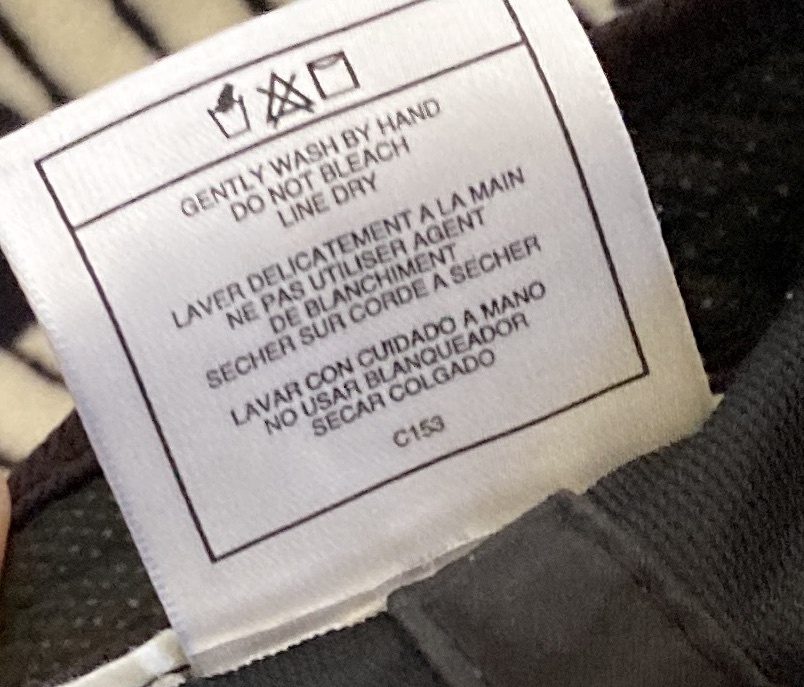 GENTLY WASH BY HAND
DO NOT BLEACH
LINE DRY
LAVER DELICATEMENT A LA MAIN
NE PAS UTILISER AGENT
DE BLANCHIMENT
SECHER SUR CORDE A SECHER
LAVAR CON CUIDADO A MANO
NO USAR BLANQUEADOR
SECAR COLGADO
C153